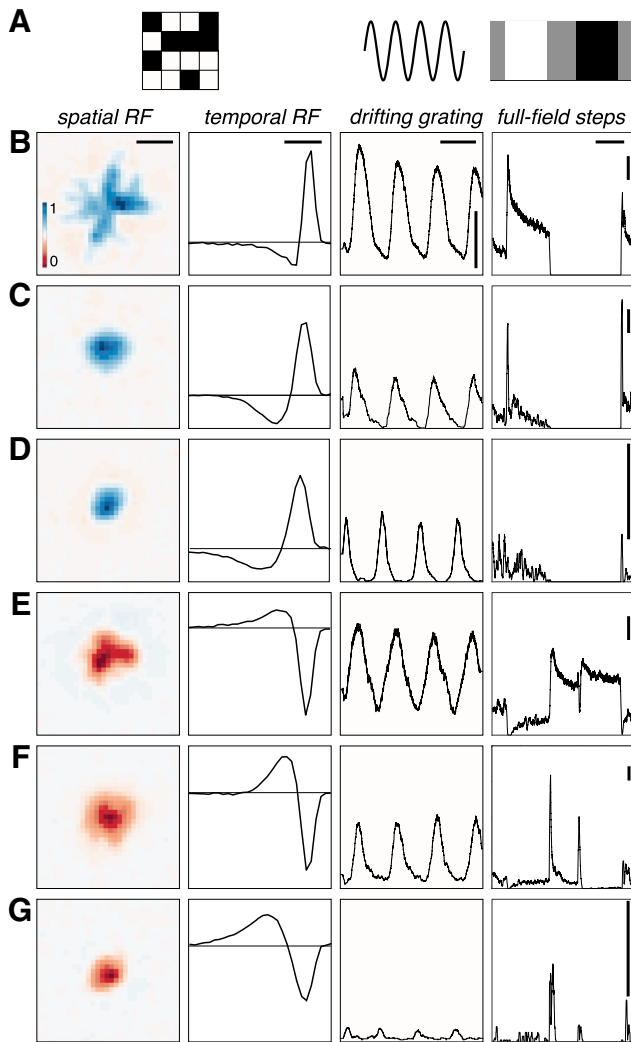 A
spatial RF temporal RF drifting grating full-field steps
B
1
0
C
D
E
F
G